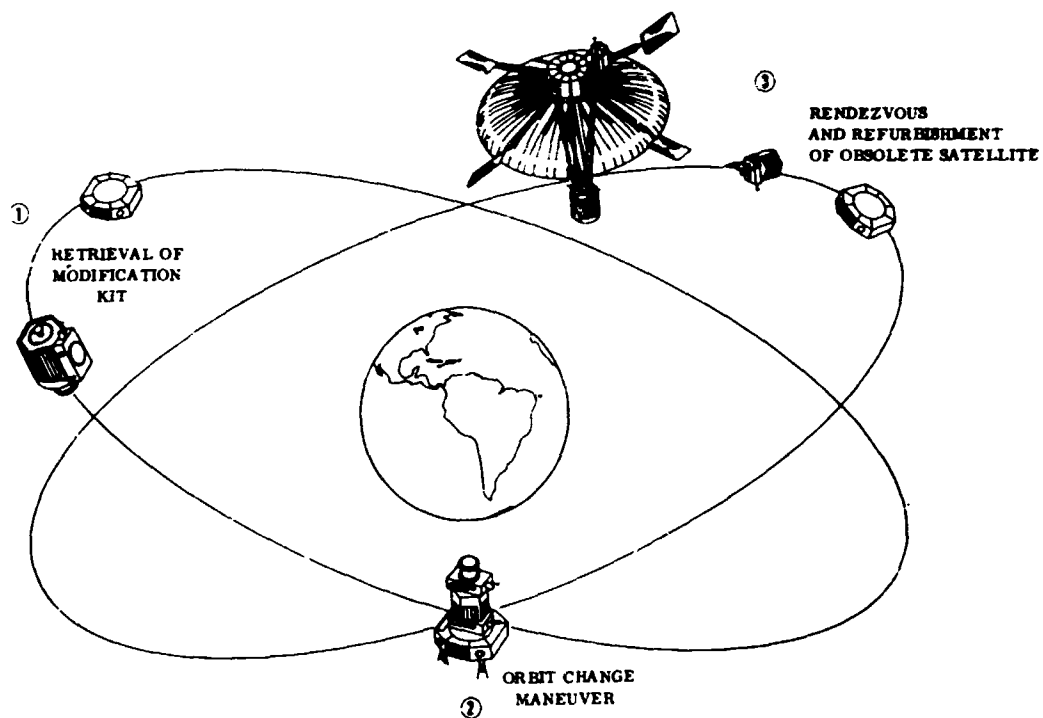 ①
RETRIEVAL OF
MODIFICATION
KIT
②
ORBIT CHANGE
MANEUVER
③
RENDEZVOUS
AND REFURBISHMENT
OF OBSOLETE SATELLITE